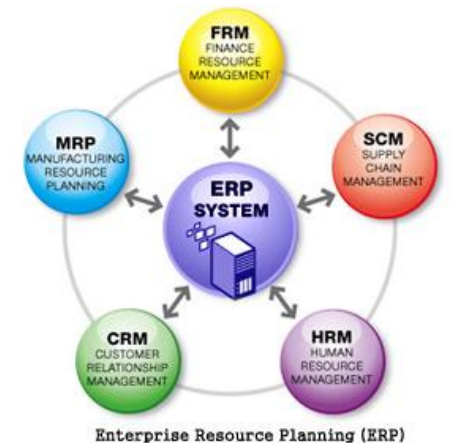 FRM
FINANCE
RESOURCE
MANAGEMENT
MRP
MANUFACTURING
RESOURCE
PLANNING
SCM
SUPPLY
CHAIN
MANAGEMENT
ERP
SYSTEM
CRM
CUSTOMER
RELATIONSHIP
MANAGEMENT
HRM
HUMAN
RESOURCE
MANAGEMENT
Enterprise Resource Planning (ERP)